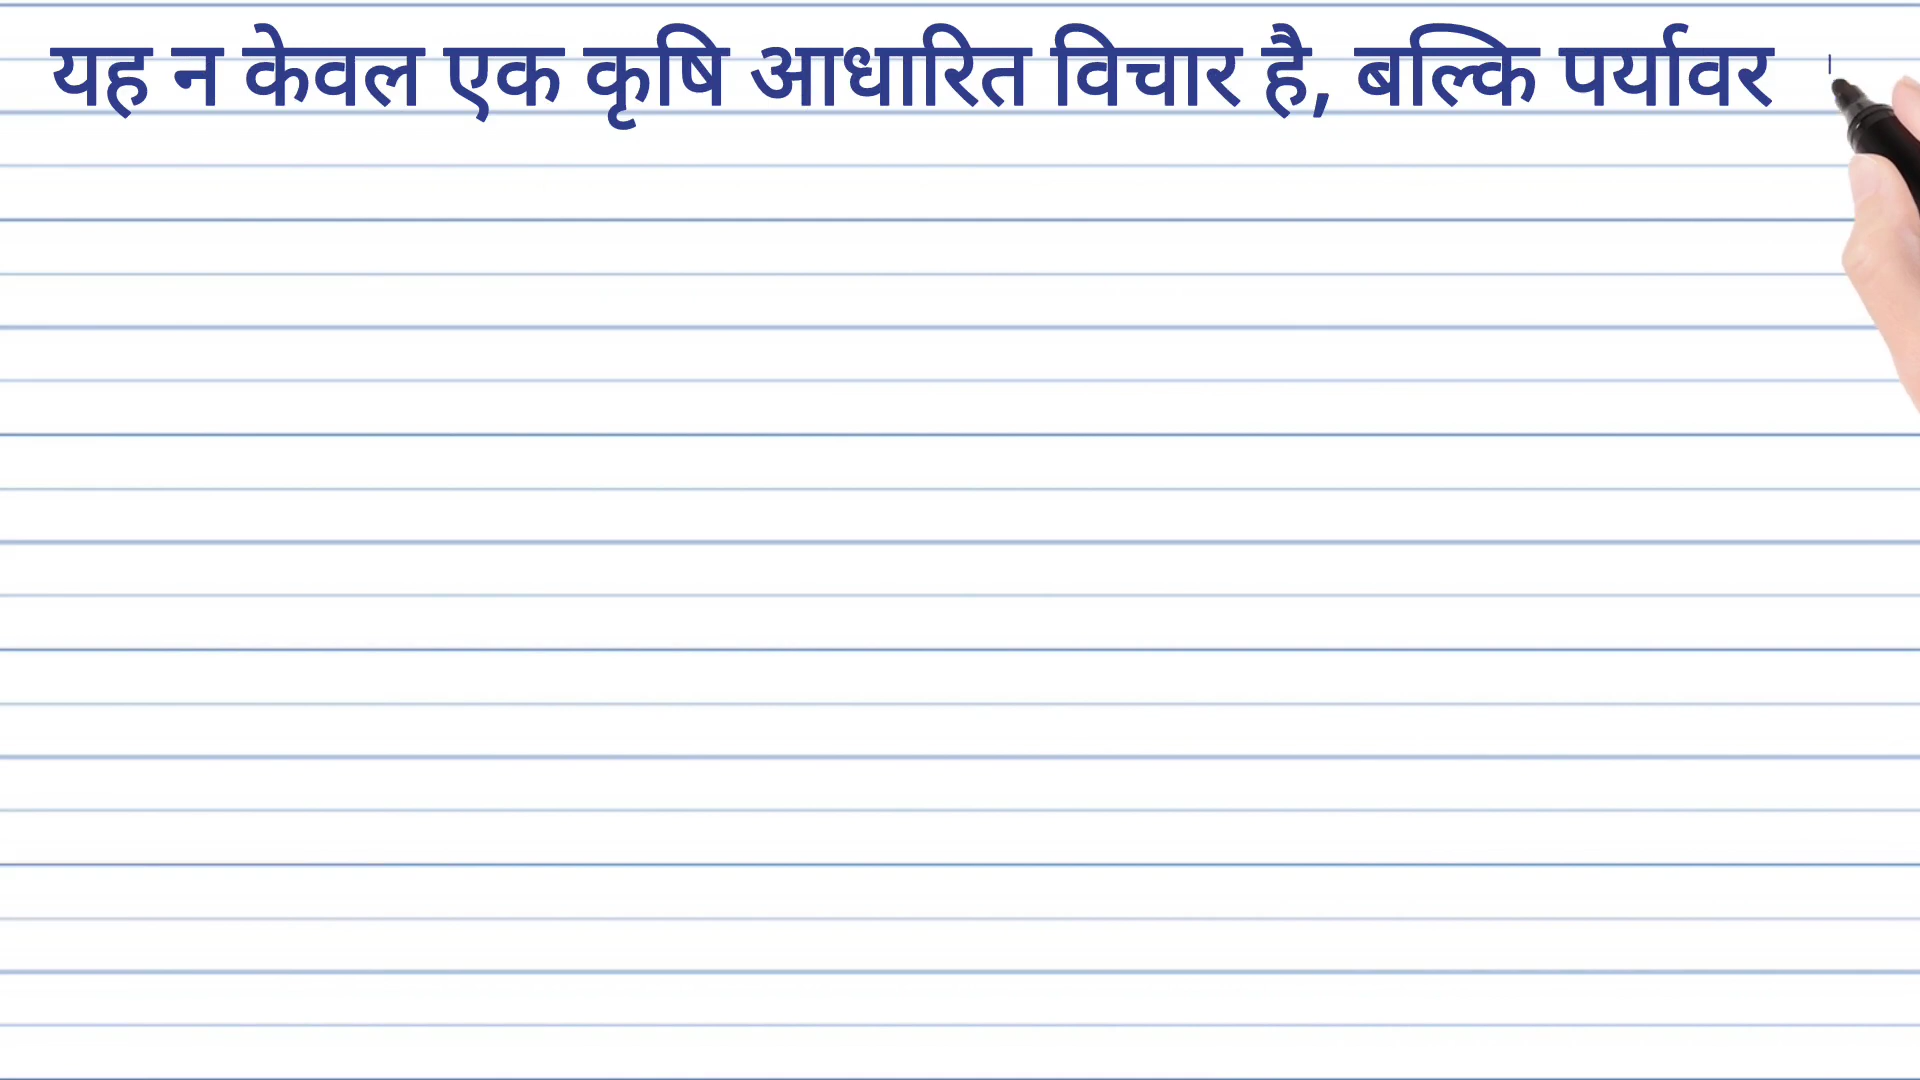 यह न केवल एक कृषि आधारित विचार है, बल्कि पर्यावर